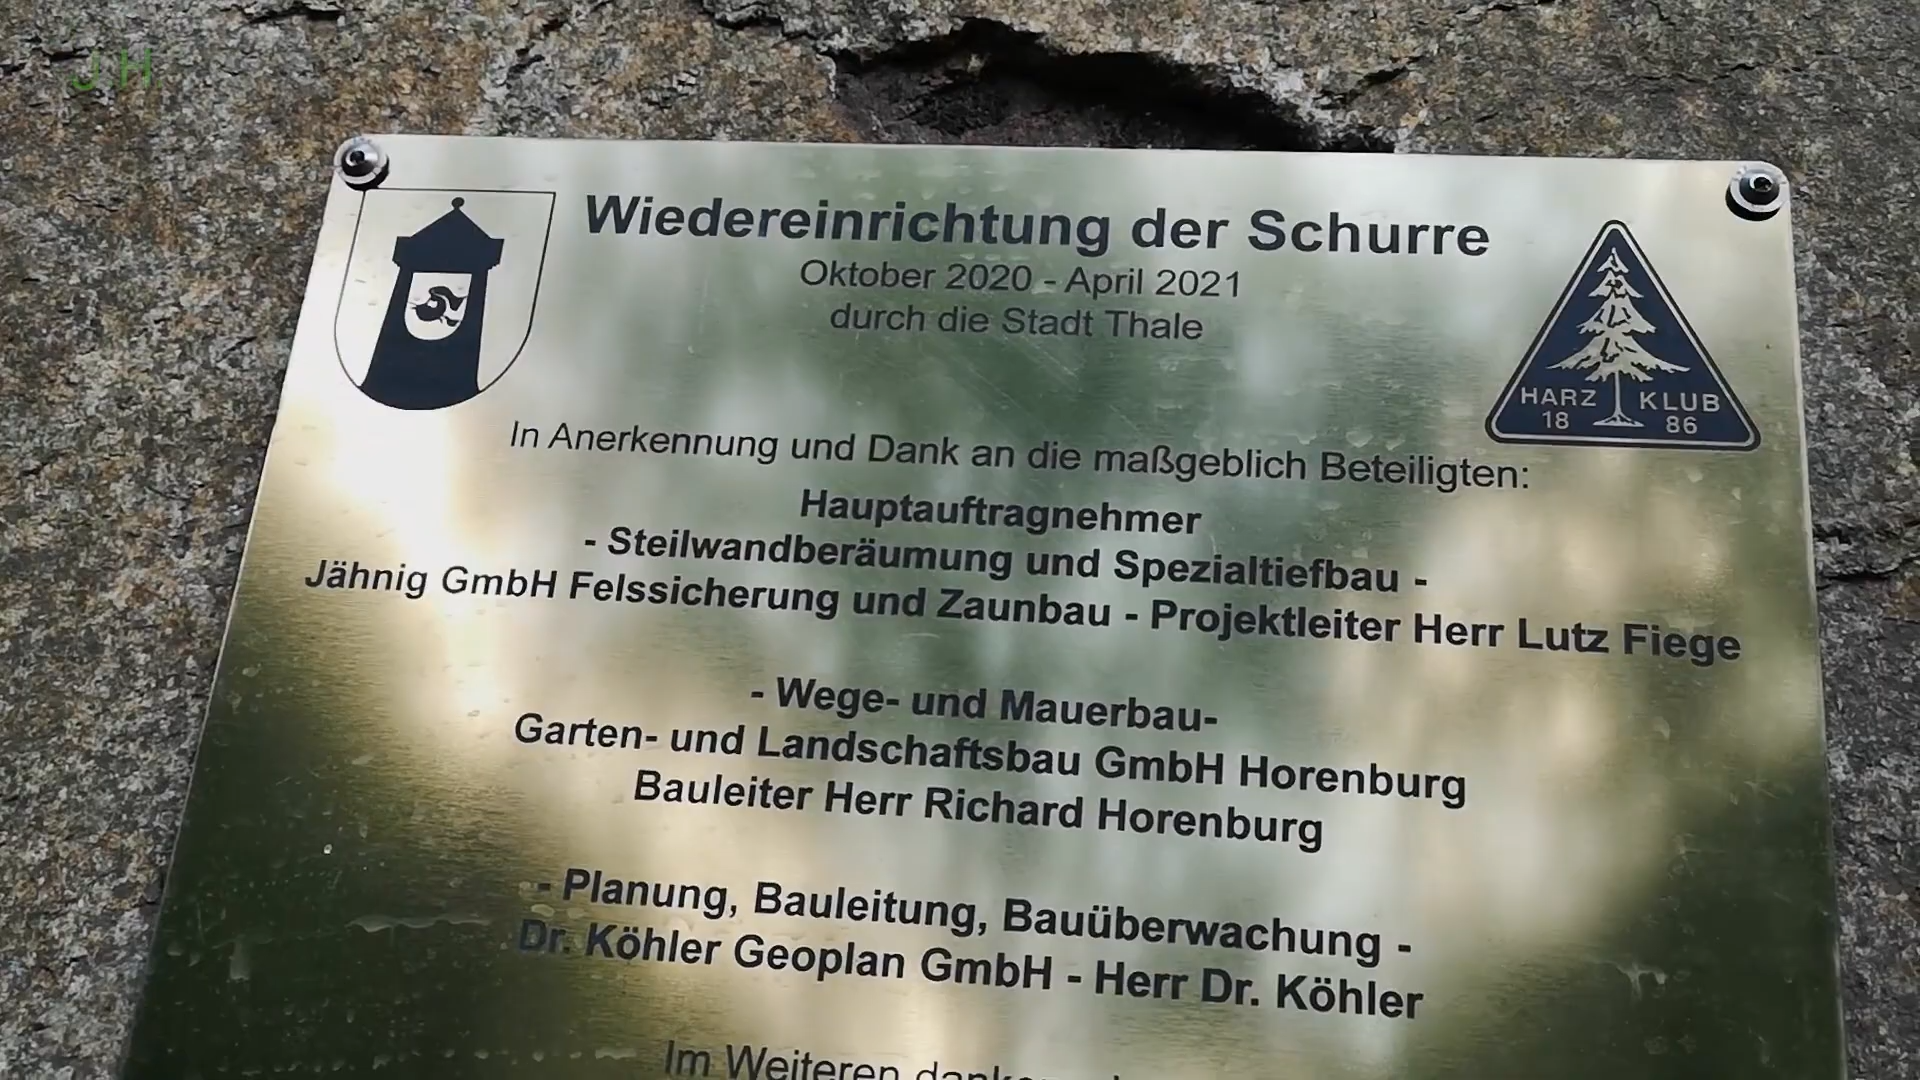 J.H.
Wiedereinrichtung der Schurre
Oktober 2020 - April 2021
durch die Stadt Thale
HARZ KLUB
18 86
In Anerkennung und Dank an die maßgeblich Beteiligten:
Hauptauftragnehmer
- Steilwandberäumung und Spezialtiefbau -
Jähnig GmbH Felssicherung und Zaunbau - Projektleiter Herr Lutz Fiege
- Wege- und Mauerbau-
Garten- und Landschaftsbau GmbH Horenburg
Bauleiter Herr Richard Horenburg
- Planung, Bauleitung, Bauüberwachung -
Dr. Köhler Geoplan GmbH - Herr Dr. Köhler
Im Weiteren